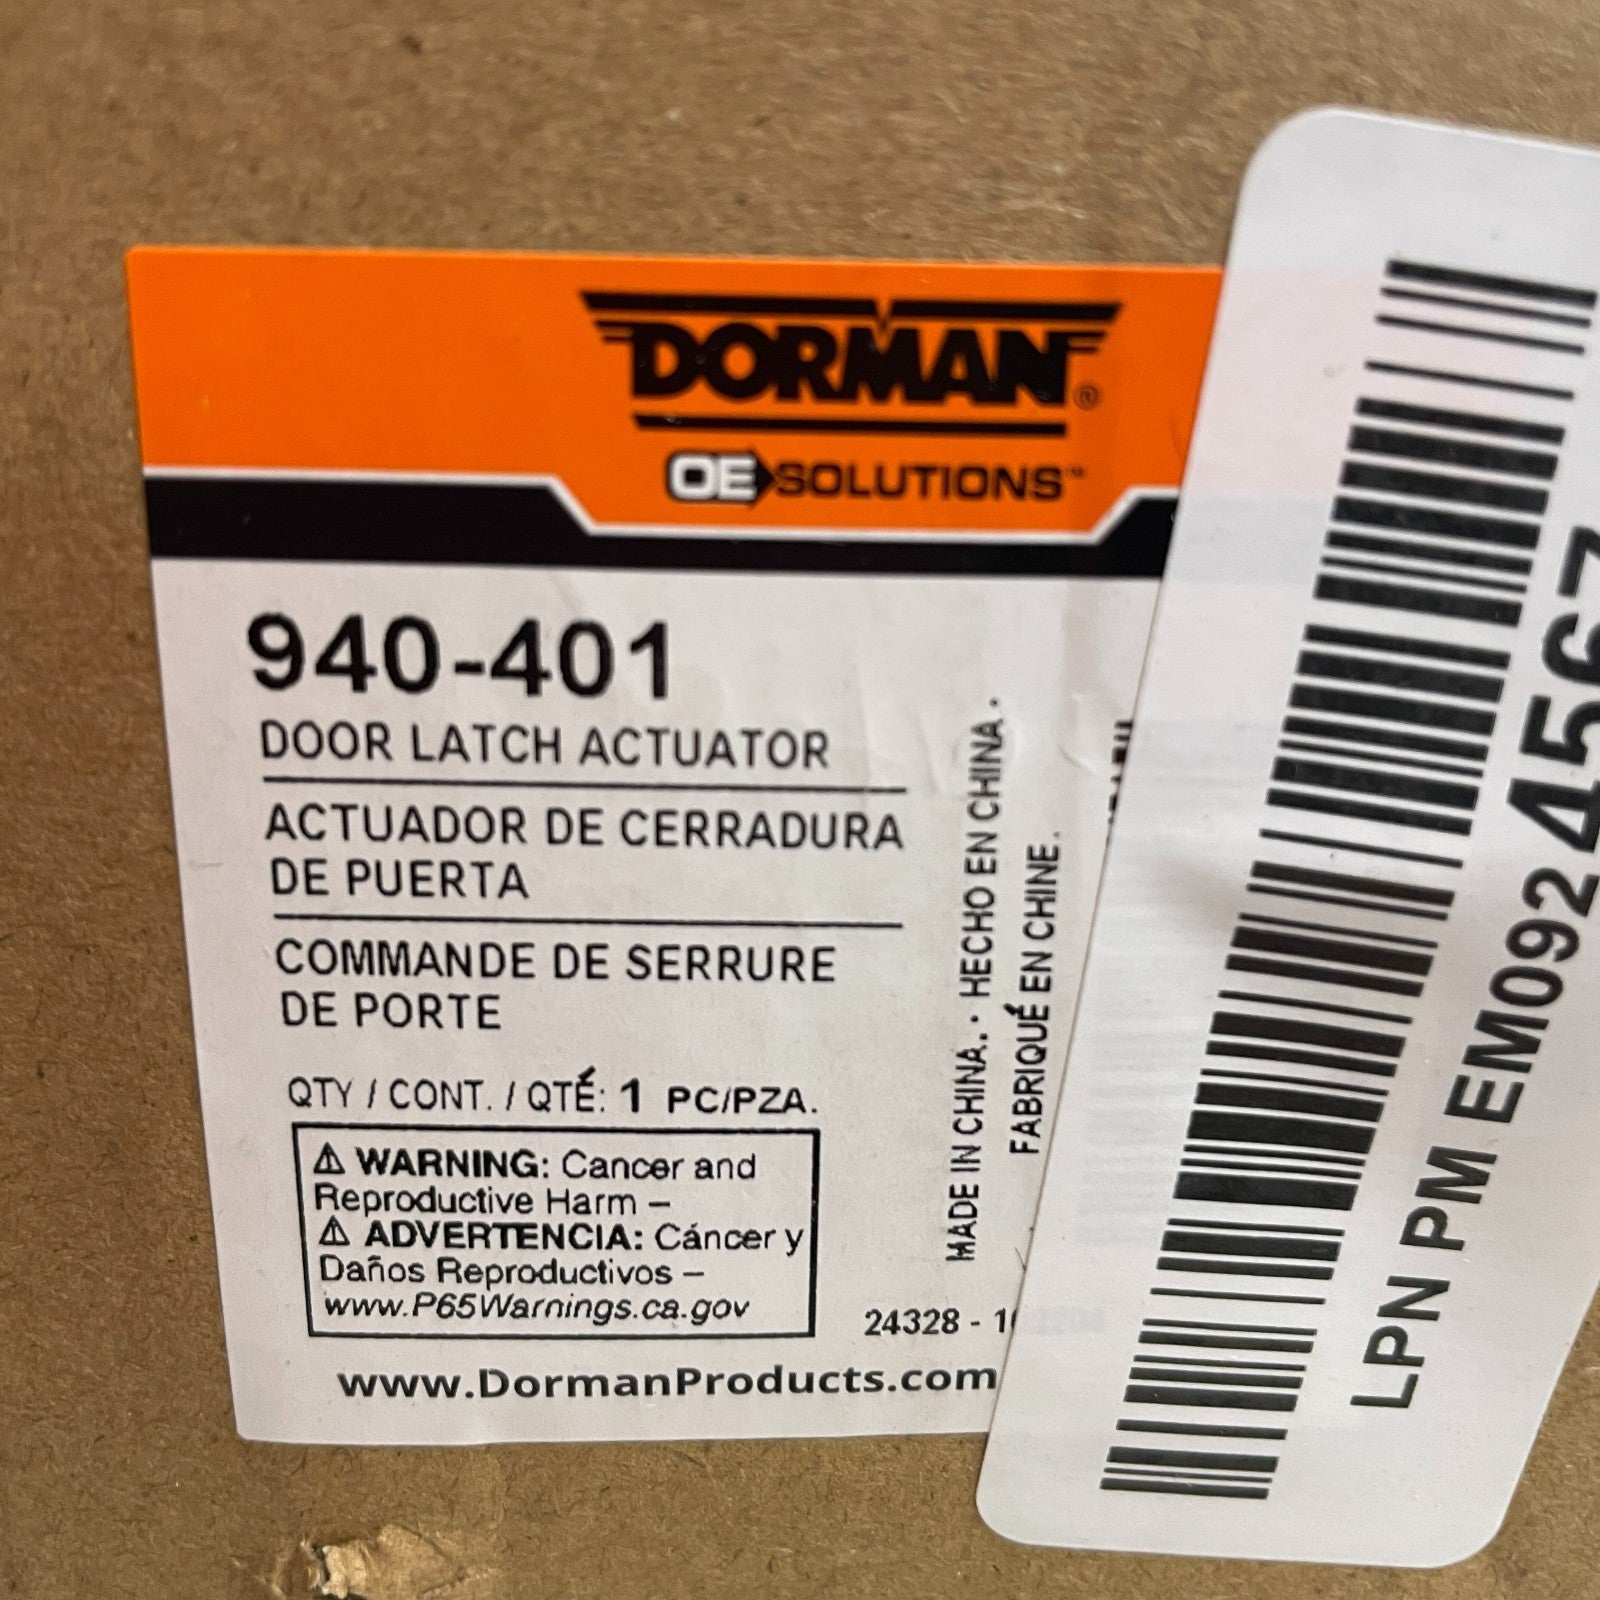 DORMAN®
OE SOLUTIONS™
940-401
DOOR LATCH ACTUATOR
ACTUADOR DE CERRADURA
DE PUERTA
COMMANDE DE SERRURE
DE PORTE
QTY / CONT. / QTÉ: 1 PC/PZA.
⚠ WARNING: Cancer and
Reproductive Harm –
⚠ ADVERTENCIA: Cáncer y
Daños Reproductivos –
www.P65Warnings.ca.gov
www.DormanProducts.com
24328 -
MADE IN CHINA. • HECHO EN CHINA •
FABRIQUÉ EN CHINE.
LPN PM EM0924567